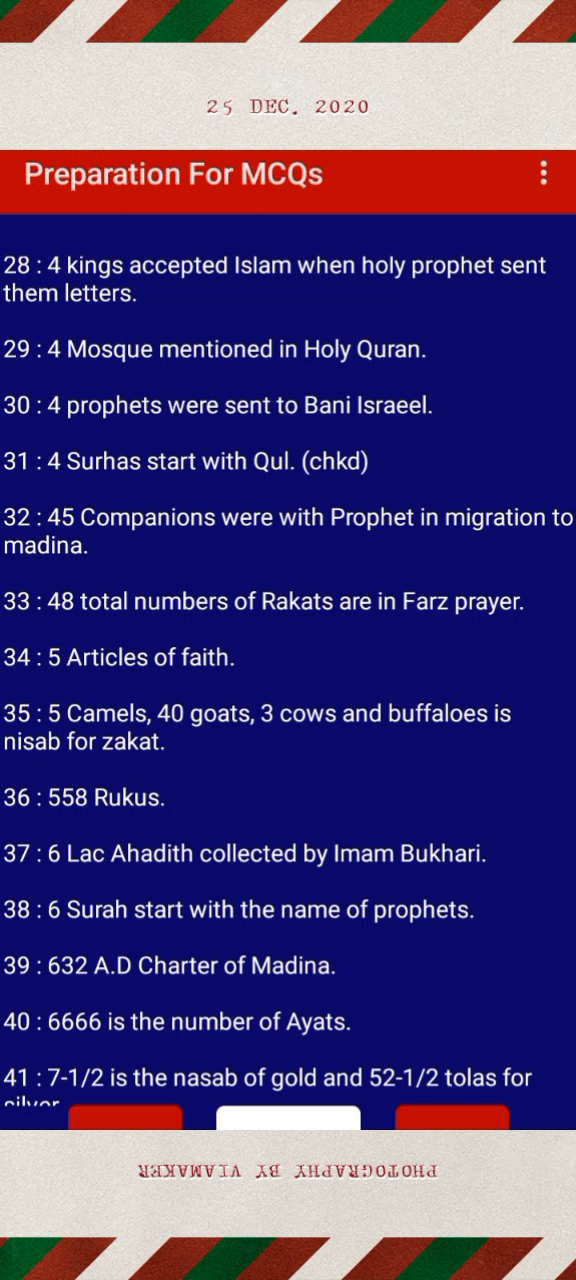 25 DEC. 2020
Preparation For MCQs
28 : 4 kings accepted Islam when holy prophet sent
them letters.
29 : 4 Mosque mentioned in Holy Quran.
30 : 4 prophets were sent to Bani Israeel.
31 : 4 Surhas start with Qul. (chkd)
32 : 45 Companions were with Prophet in migration to
madina.
33 : 48 total numbers of Rakats are in Farz prayer.
34 : 5 Articles of faith.
35 : 5 Camels, 40 goats, 3 cows and buffaloes is
nisab for zakat.
36 : 558 Rukus.
37 : 6 Lac Ahadith collected by Imam Bukhari.
38 : 6 Surah start with the name of prophets.
39 : 632 A.D Charter of Madina.
40 : 6666 is the number of Ayats.
41 : 7-1/2 is the nasab of gold and 52-1/2 tolas for
silver
PHOTOGRAPHY BY VIAMAKER